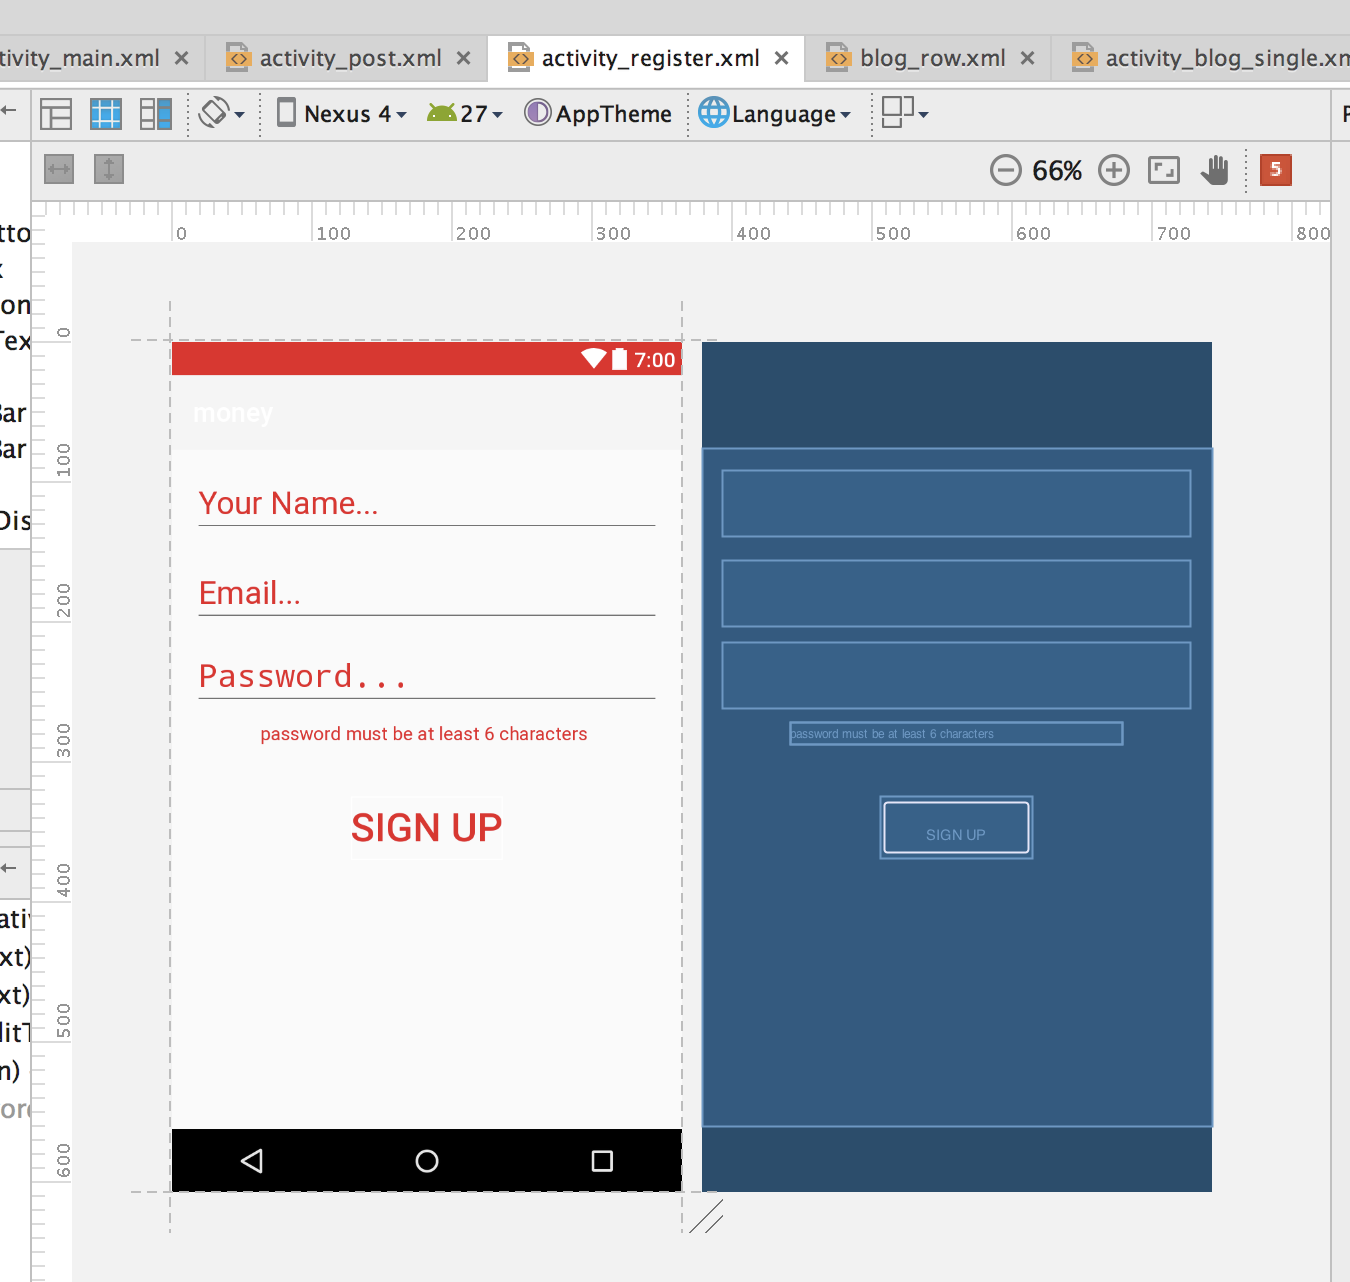 tivity_main.xml activity_post.xml activity_register.xml blog_row.xml activity_blog_single.xm
Nexus 4 27 AppTheme Language
66% 5
0 100 200 300 400 500 600 700 800
tto
on
Tex
Bar
Bar
Dis
ati
xt)
xt)
litT
n)
ord
0
100
200
300
400
500
600
7:00
money
Your Name...
Email...
Password...
password must be at least 6 characters
SIGN UP
password must be at least 6 characters
SIGN UP